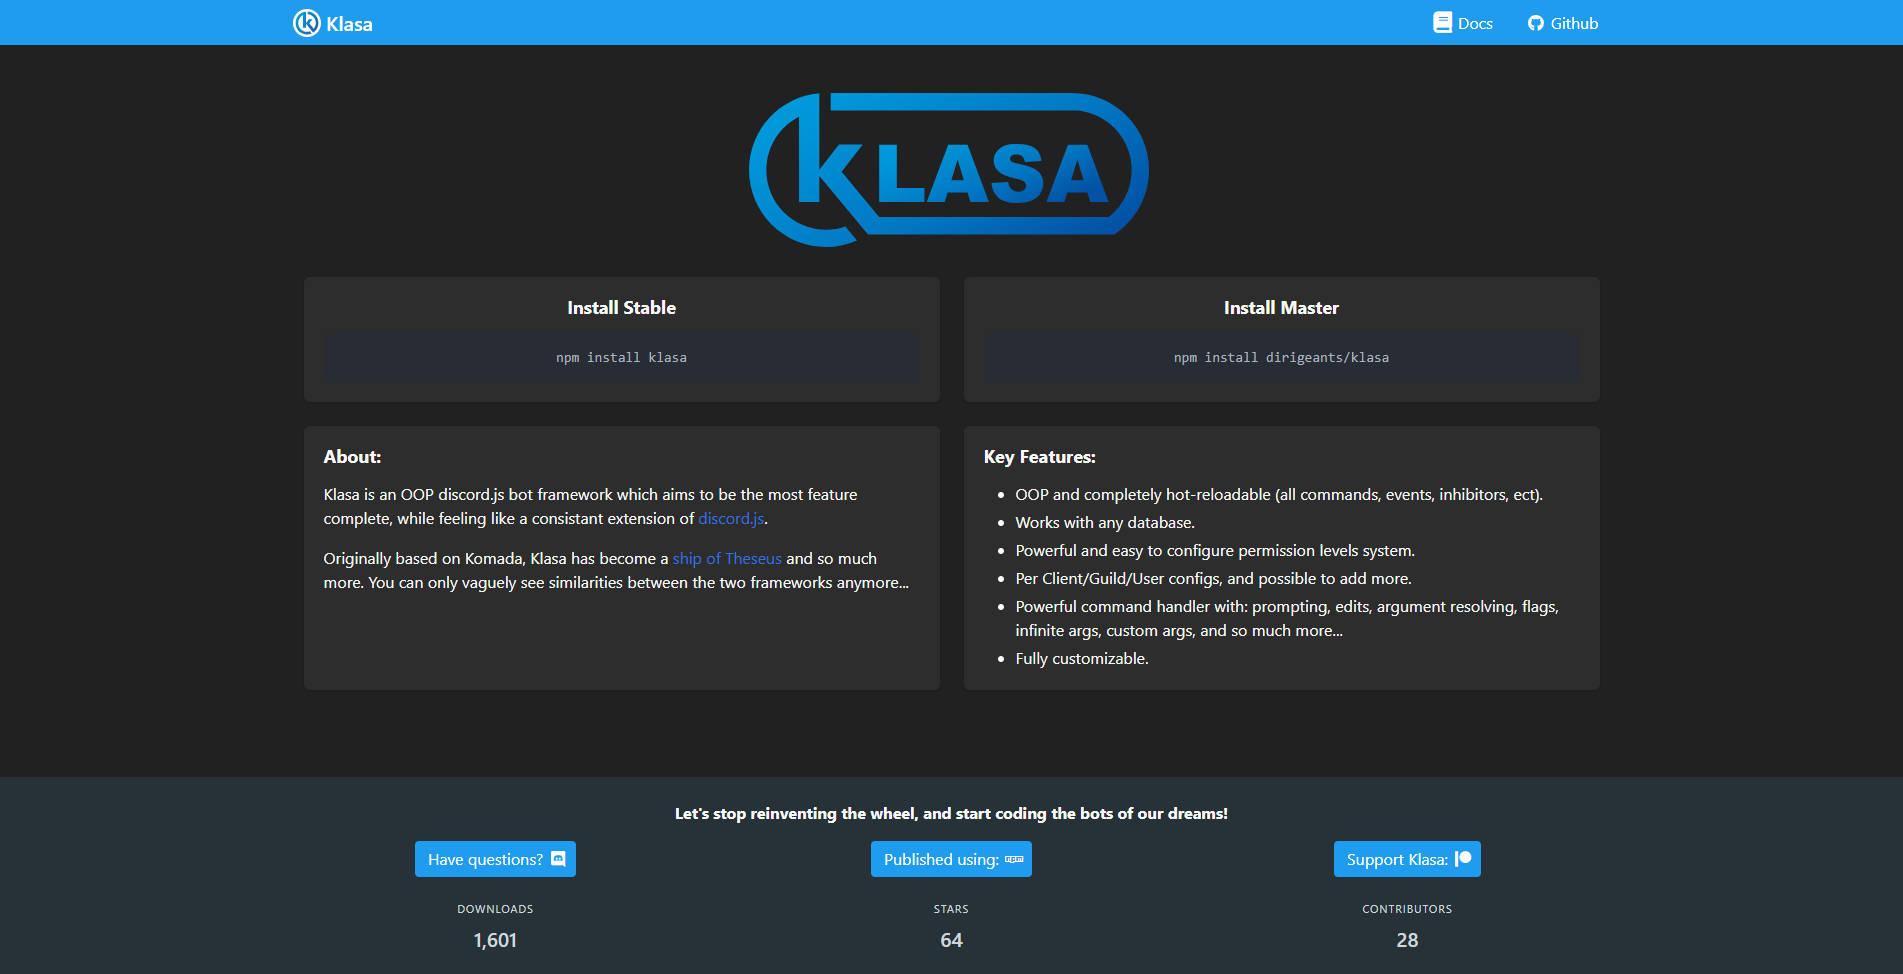 Klasa
Docs
Github
KLASA
Install Stable
npm install klasa
Install Master
npm install dirigeants/klasa
About:
Klasa is an OOP discord.js bot framework which aims to be the most feature
complete, while feeling like a consistant extension of discord.js.
Originally based on Komada, Klasa has become a ship of Theseus and so much
more. You can only vaguely see similarities between the two frameworks anymore...
Key Features:
• OOP and completely hot-reloadable (all commands, events, inhibitors, ect).
• Works with any database.
• Powerful and easy to configure permission levels system.
• Per Client/Guild/User configs, and possible to add more.
• Powerful command handler with: prompting, edits, argument resolving, flags,
infinite args, custom args, and so much more...
• Fully customizable.
Let's stop reinventing the wheel, and start coding the bots of our dreams!
Have questions?
Published using: npm
Support Klasa:
DOWNLOADS
1,601
STARS
64
CONTRIBUTORS
28